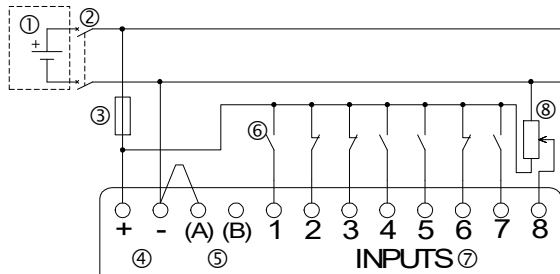 ① ②
+
③ ⑥ ⑧
+ - (A) (B) 1 2 3 4 5 6 7 8
④ ⑤ INPUTS ⑦